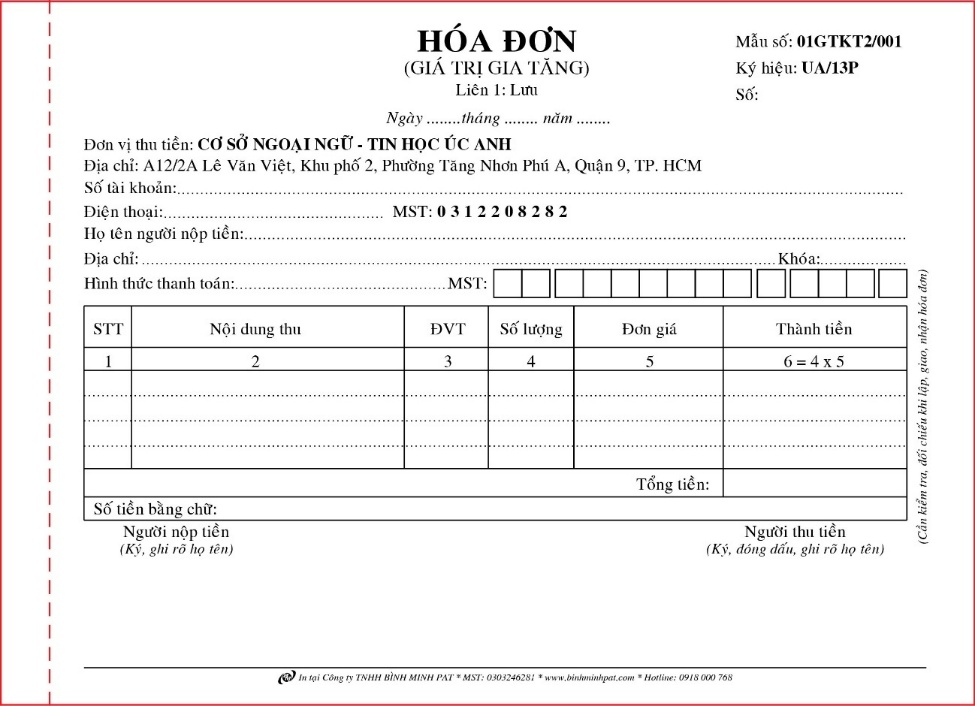 HÓA ĐƠN
(GIÁ TRỊ GIA TĂNG)
Liên 1: Lưu
Mẫu số: 01GTKT2/001
Ký hiệu: UA/13P
Số:
Ngày ........tháng ........ năm ........
Đơn vị thu tiền: CƠ SỞ NGOẠI NGỮ - TIN HỌC ÚC ANH
Địa chỉ: A12/2A Lê Văn Việt, Khu phố 2, Phường Tăng Nhơn Phú A, Quận 9, TP. HCM
Số tài khoản:
Điện thoại: MST: 0 3 1 2 2 0 8 2 8 2
Họ tên người nộp tiền:
Địa chỉ: Khóa:
Hình thức thanh toán: MST:
STT Nội dung thu ĐVT Số lượng Đơn giá Thành tiền
1 2 3 4 5 6 = 4 x 5
Tổng tiền:
Số tiền bằng chữ:
Người nộp tiền Người thu tiền
(Ký, ghi rõ họ tên) (Ký, đóng dấu, ghi rõ họ tên)
(Cần kiểm tra, đối chiếu khi lập, giao, nhận hóa đơn)
In tại Công ty TNHH BÌNH MINH PAT * MST: 0303246281 * www.binhminhpat.com * Hotline: 0918 000 768